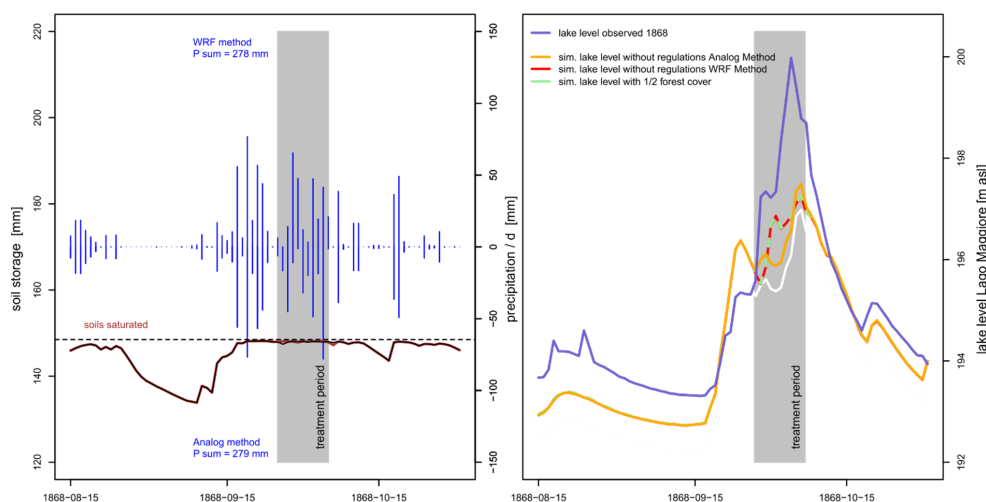 220
200
180
160
140
120
soil storage [mm]
WRF method
P sum = 278 mm
soils saturated
Analog method
P sum = 279 mm
treatment period
150
100
50
0
−50
−100
−150
precipitation / d [mm]
1868−08−15
1868−09−15
1868−10−15
lake level observed 1868
sim. lake level without regulations Analog Method
sim. lake level without regulations WRF Method
sim. lake level with 1/2 forest cover
treatment period
200
198
196
194
192
lake level Lago Maggiore [m asl]
1868−08−15
1868−09−15
1868−10−15